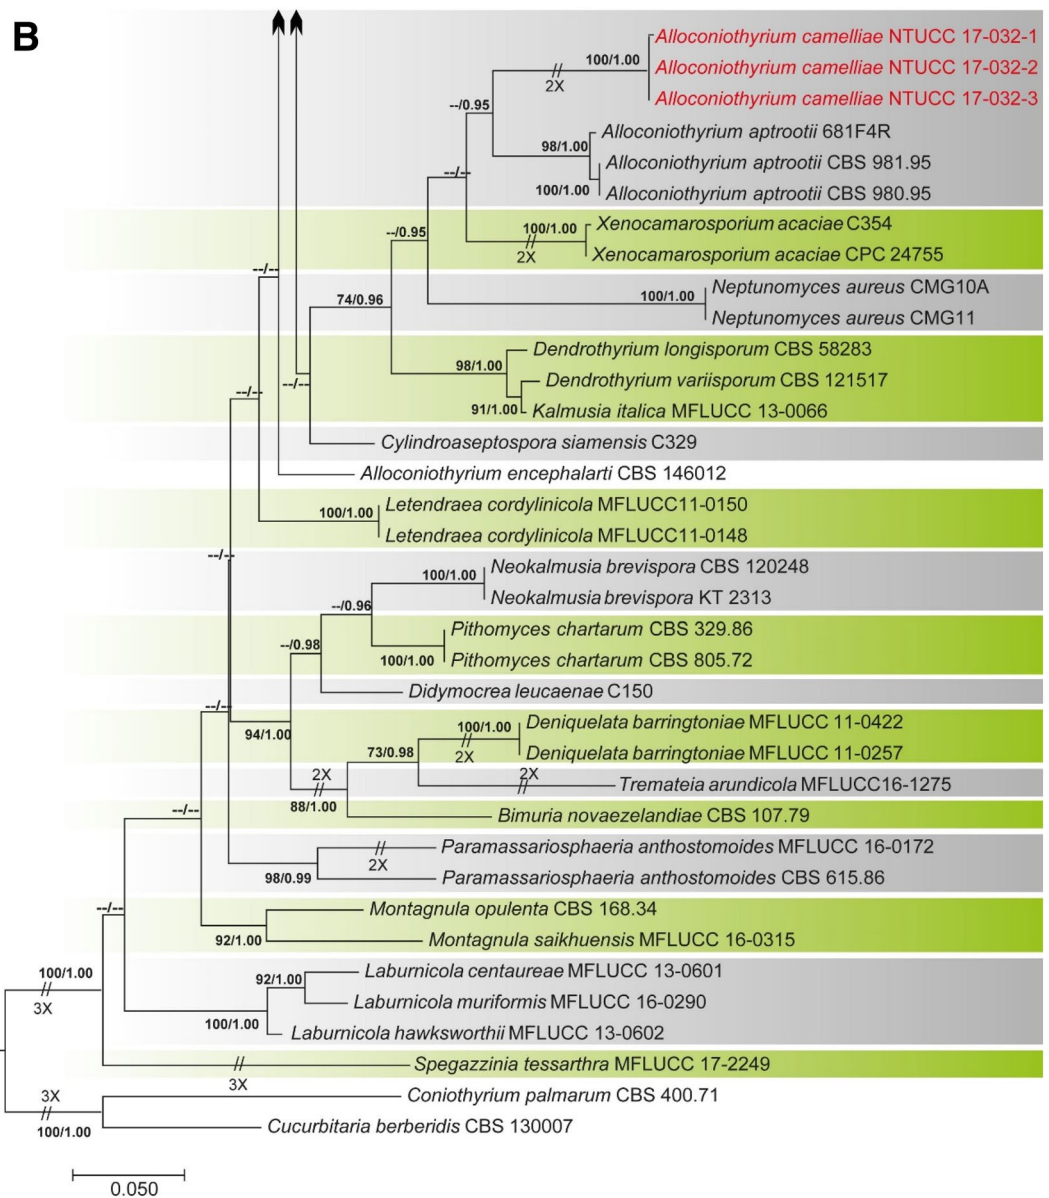 B
Alloconiothyrium camelliae NTUCC 17-032-1
100/1.00
2X
Alloconiothyrium camelliae NTUCC 17-032-2
Alloconiothyrium camelliae NTUCC 17-032-3
--/0.95
Alloconiothyrium aptrootii 681F4R
98/1.00
Alloconiothyrium aptrootii CBS 981.95
100/1.00
Alloconiothyrium aptrootii CBS 980.95
--/--
Xenocamarosporium acaciae C354
100/1.00
--/0.95
2X
Xenocamarosporium acaciae CPC 24755
--/--
Neptunomyces aureus CMG10A
74/0.96
100/1.00
Neptunomyces aureus CMG11
Dendrothyrium longisporum CBS 58283
98/1.00
--/--
Dendrothyrium variisporum CBS 121517
--/--
91/1.00
Kalmusia italica MFLUCC 13-0066
Cylindroaseptospora siamensis C329
Alloconiothyrium encephalarti CBS 146012
Letendraea cordylinicola MFLUCC11-0150
100/1.00
Letendraea cordylinicola MFLUCC11-0148
--/--
Neokalmusia brevispora CBS 120248
100/1.00
Neokalmusia brevispora KT 2313
--/0.96
Pithomyces chartarum CBS 329.86
--/0.98
100/1.00
Pithomyces chartarum CBS 805.72
Didymocrea leucaenae C150
--/--
Deniquelata barringtoniae MFLUCC 11-0422
94/1.00
100/1.00
73/0.98
2X
Deniquelata barringtoniae MFLUCC 11-0257
2X
2X
Tremateia arundicola MFLUCC16-1275
88/1.00
--/--
Bimuria novaezelandiae CBS 107.79
Paramassariosphaeria anthostomoides MFLUCC 16-0172
2X
98/0.99
Paramassariosphaeria anthostomoides CBS 615.86
--/--
Montagnula opulenta CBS 168.34
92/1.00
Montagnula saikhuensis MFLUCC 16-0315
100/1.00
3X
92/1.00
Laburnicola centaureae MFLUCC 13-0601
Laburnicola muriformis MFLUCC 16-0290
100/1.00
Laburnicola hawksworthii MFLUCC 13-0602
Spegazzinia tessarthra MFLUCC 17-2249
3X
3X
Coniothyrium palmarum CBS 400.71
100/1.00
Cucurbitaria berberidis CBS 130007
0.050